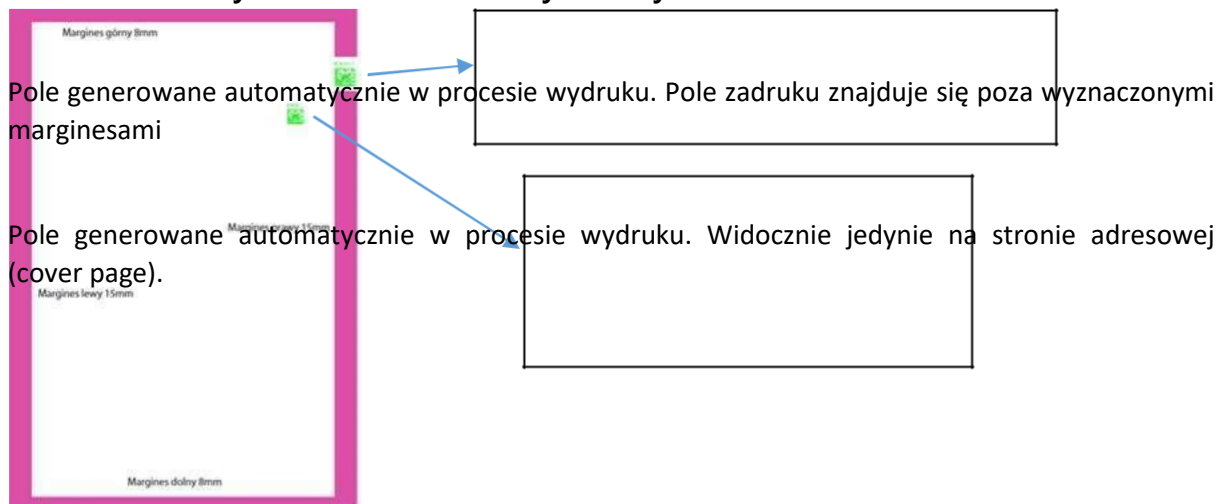 Margines górny 8mm
Pole generowane automatycznie w procesie wydruku. Pole zadruku znajduje się poza wyznaczonymi
marginesami
Margines prawy 15mm
Pole generowane automatycznie w procesie wydruku. Widocznie jedynie na stronie adresowej
(cover page).
Margines lewy 15mm
Margines dolny 8mm